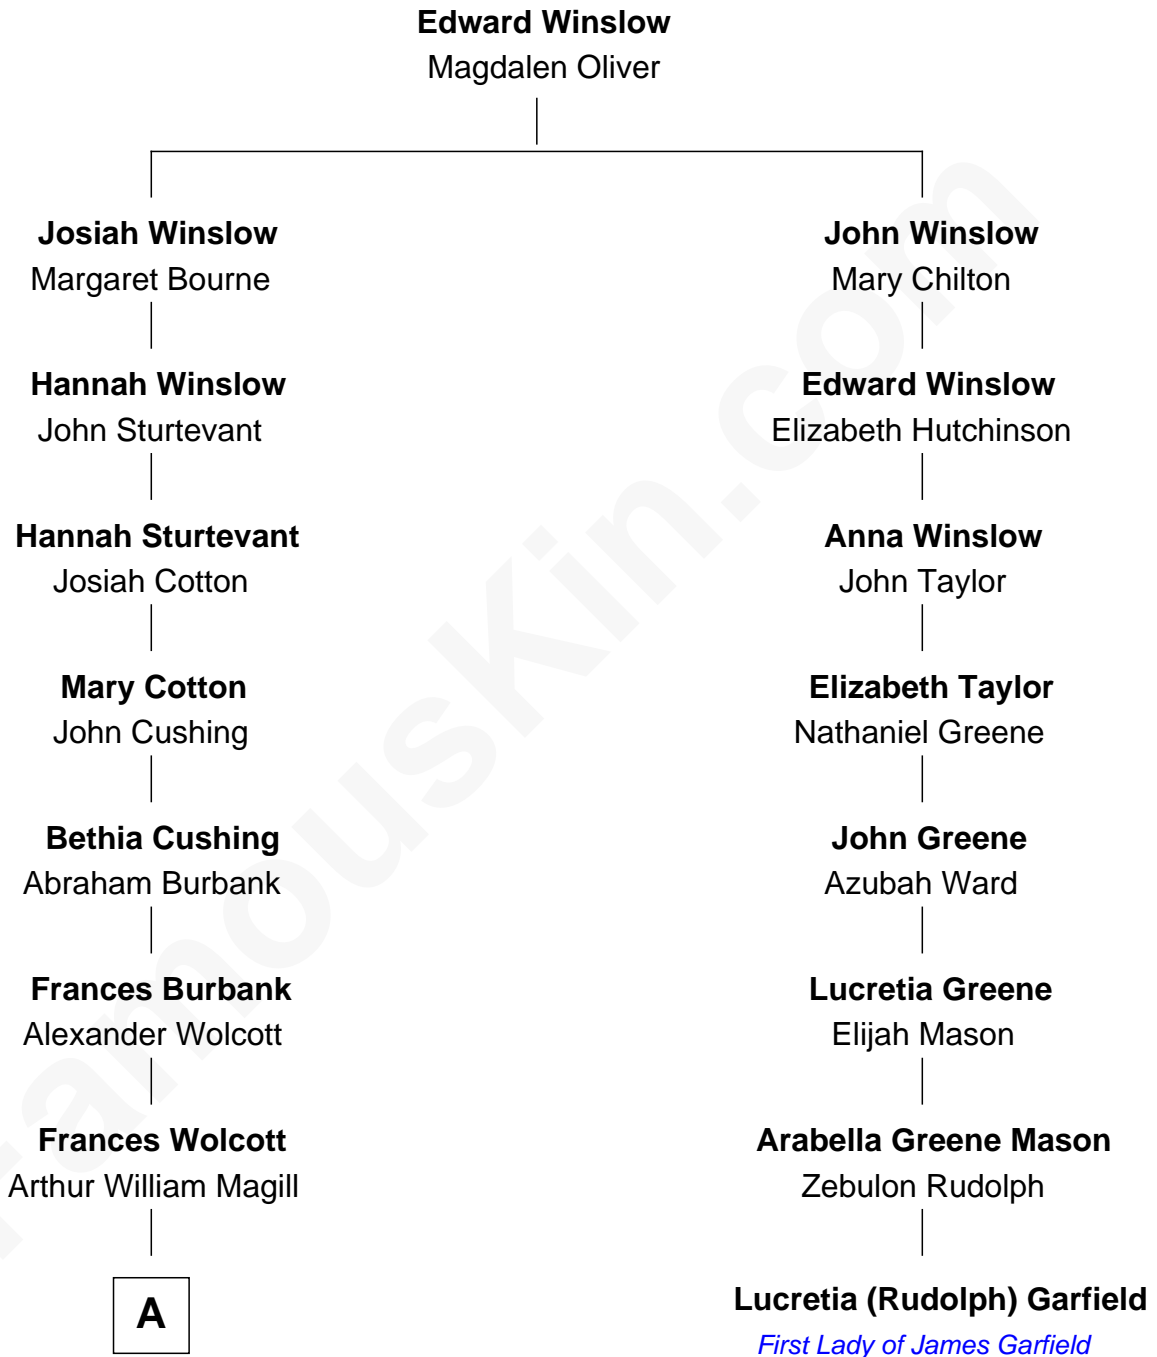 Edward Winslow
Magdalen Oliver
Josiah Winslow
Margaret Bourne
Hannah Winslow
John Sturtevant
Hannah Sturtevant
Josiah Cotton
Mary Cotton
John Cushing
Bethia Cushing
Abraham Burbank
Frances Burbank
Alexander Wolcott
Frances Wolcott
Arthur William Magill
A
John Winslow
Mary Chilton
Edward Winslow
Elizabeth Hutchinson
Anna Winslow
John Taylor
Elizabeth Taylor
Nathaniel Greene
John Greene
Azubah Ward
Lucretia Greene
Elijah Mason
Arabella Greene Mason
Zebulon Rudolph
Lucretia (Rudolph) Garfield
First Lady of James Garfield
FamousKin.com